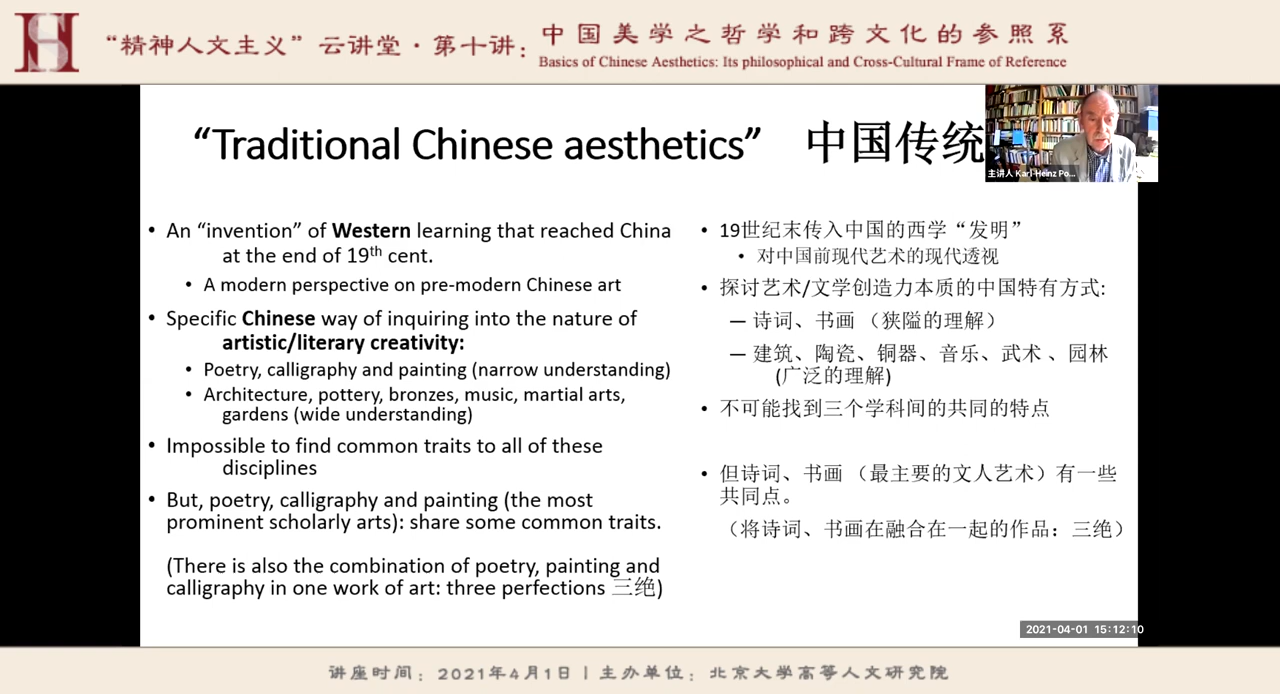 “精神人文主义”云讲堂·第十讲：
中国美学之哲学和跨文化的参照系
Basics of Chinese Aesthetics: Its philosophical and Cross-Cultural Frame of Reference
“Traditional Chinese aesthetics” 中国传统
主讲人 Karl-Heinz Po...
• An “invention” of Western learning that reached China
at the end of 19th cent.
• A modern perspective on pre-modern Chinese art
• Specific Chinese way of inquiring into the nature of
artistic/literary creativity:
• Poetry, calligraphy and painting (narrow understanding)
• Architecture, pottery, bronzes, music, martial arts,
gardens (wide understanding)
• Impossible to find common traits to all of these
disciplines
• But, poetry, calligraphy and painting (the most
prominent scholarly arts): share some common traits.
(There is also the combination of poetry, painting and
calligraphy in one work of art: three perfections 三绝)
• 19世纪末传入中国的西学“发明”
• 对中国前现代艺术的现代透视
• 探讨艺术/文学创造力本质的中国特有方式:
— 诗词、书画 （狭隘的理解）
— 建筑、陶瓷、铜器、音乐、武术 、园林
(广泛的理解)
• 不可能找到三个学科间的共同的特点
• 但诗词、书画 （最主要的文人艺术）有一些
共同点。
（将诗词、书画在融合在一起的作品：三绝）
2021-04-01 15:12:10
讲座时间：2021年4月1日 | 主办单位：北京大学高等人文研究院